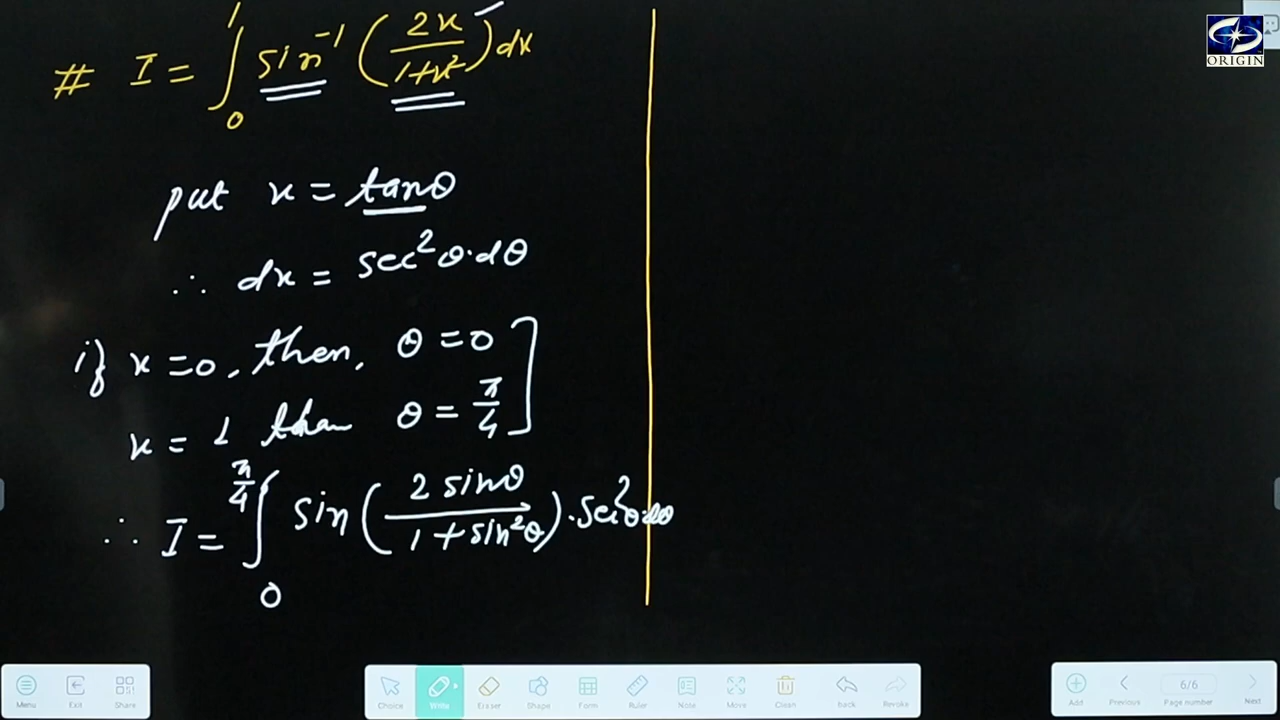 # I = ∫₀¹ sin⁻¹ (2x / 1+x²) dx
put x = tanθ
∴ dx = sec²θ·dθ
if x=0, then, θ=0
x = 1 than θ = π/4
∴ I = ∫₀^(π/4) sin (2 sinθ / 1+sin²θ)·sec²θ·dθ
ORIGIN
Menu Exit Share Choice Write Eraser Shape Form Ruler Note Move Clean back Revoke Add Previous 6/6 Page number Next